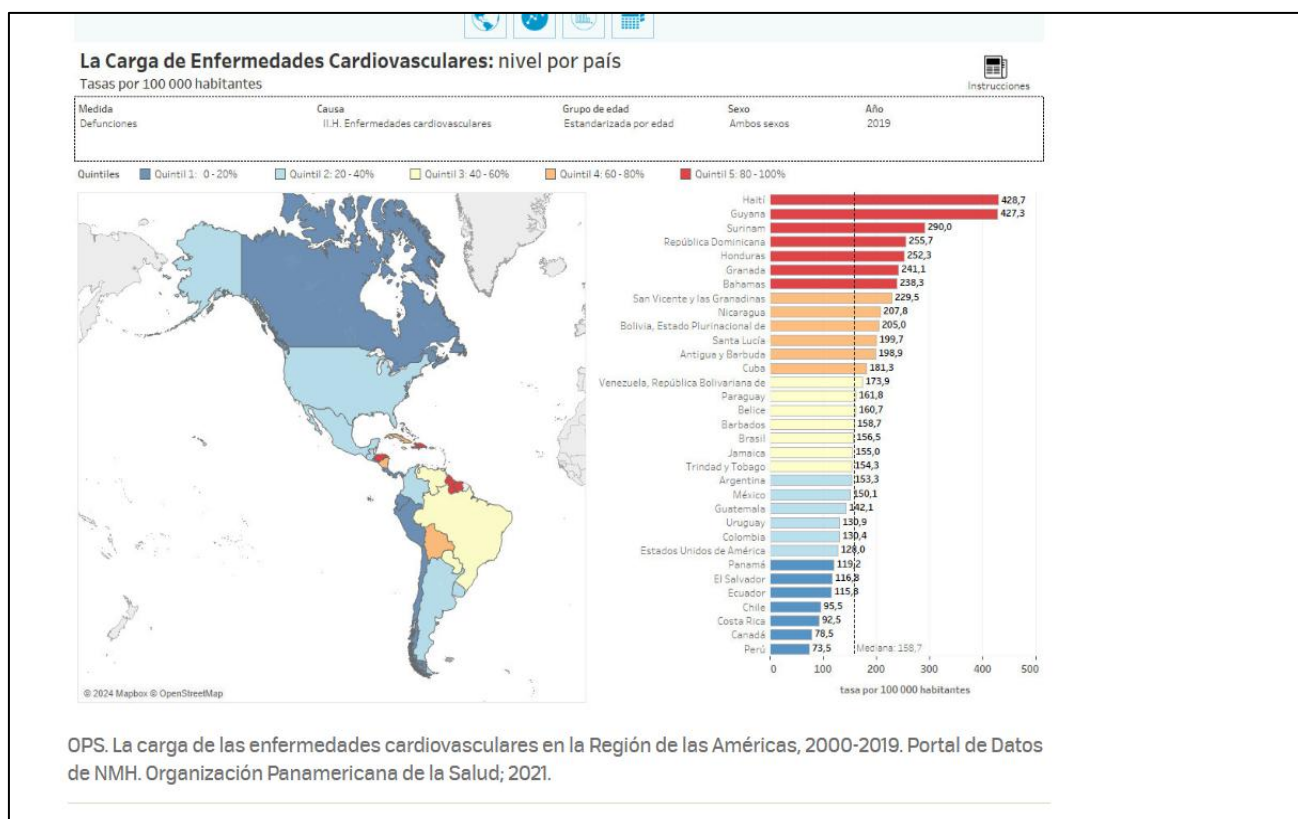 La Carga de Enfermedades Cardiovasculares: nivel por país
Tasas por 100 000 habitantes
Instrucciones
Medida Causa Grupo de edad Sexo Año
Defunciones II.H. Enfermedades cardiovasculares Estandarizada por edad Ambos sexos 2019
Quintiles Quintil 1: 0 - 20% Quintil 2: 20 - 40% Quintil 3: 40 - 60% Quintil 4: 60 - 80% Quintil 5: 80 - 100%
Haití 428,7
Guyana 427,3
Surinam 290,0
República Dominicana 255,7
Honduras 252,3
Granada 241,1
Bahamas 238,3
San Vicente y las Granadinas 229,5
Nicaragua 207,8
Bolivia, Estado Plurinacional de 205,0
Santa Lucía 199,7
Antigua y Barbuda 198,9
Cuba 181,3
Venezuela, República Bolivariana de 173,9
Paraguay 161,8
Belice 160,7
Barbados 158,7
Brasil 156,5
Jamaica 155,0
Trinidad y Tobago 154,3
Argentina 153,3
México 150,1
Guatemala 142,1
Uruguay 130,9
Colombia 130,4
Estados Unidos de América 128,0
Panamá 119,2
El Salvador 116,8
Ecuador 115,8
Chile 95,5
Costa Rica 92,5
Canadá 78,5
Perú 73,5 Mediana: 158,7
0 100 200 300 400 500
tasa por 100 000 habitantes
© 2024 Mapbox © OpenStreetMap
OPS. La carga de las enfermedades cardiovasculares en la Región de las Américas, 2000-2019. Portal de Datos
de NMH. Organización Panamericana de la Salud; 2021.